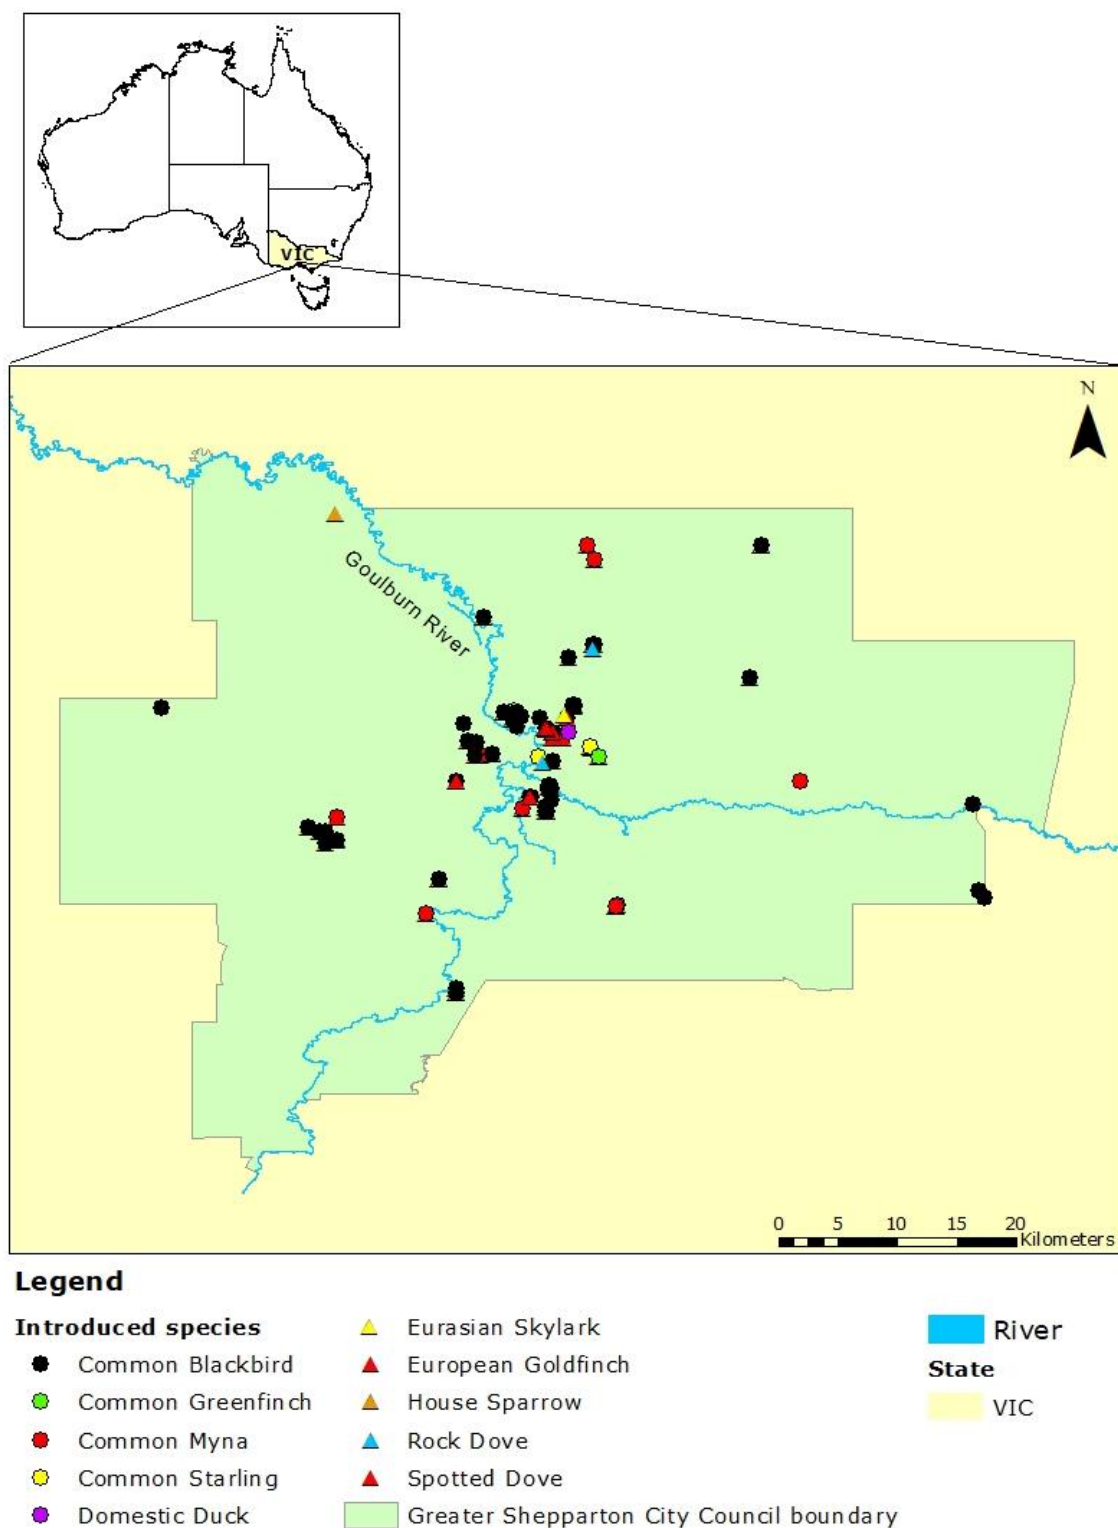 VIC
N
Goulburn River
0 5 10 15 20
Kilometers
Legend
Introduced species
Common Blackbird
Common Greenfinch
Common Myna
Common Starling
Domestic Duck
Eurasian Skylark
European Goldfinch
House Sparrow
Rock Dove
Spotted Dove
Greater Shepparton City Council boundary
River
State
VIC